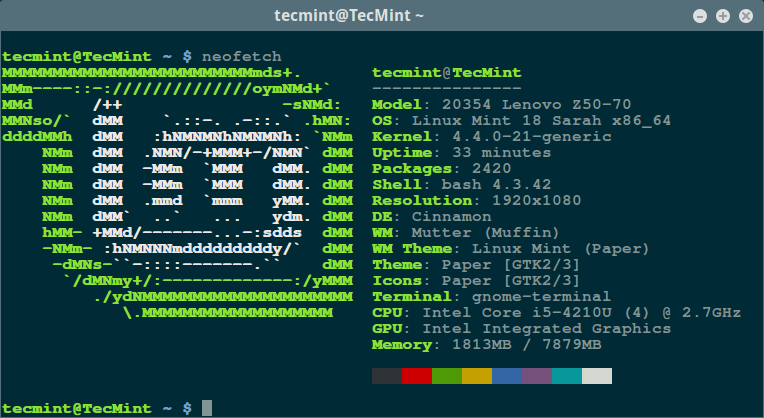 tecmint@TecMint ~
tecmint@TecMint ~ $ neofetch
MMMMMMMMMMMMMMMMMMMMMMMMMmds+.        tecmint@TecMint
MMm----::-://////////////oymNMd+`     ---------------
MMd      /++                -sNMd:    Model: 20354 Lenovo Z50-70
MMNso/`  dMM    `.::-. .-::.` .hMN:   OS: Linux Mint 18 Sarah x86_64
ddddMMh  dMM   :hNMNMNhNMNMNh: `NMm   Kernel: 4.4.0-21-generic
    NMm  dMM  .NMN/-+MMM+-/NMN` dMM   Uptime: 33 minutes
    NMm  dMM  -MMm  `MMM   dMM. dMM   Packages: 2420
    NMm  dMM  -MMm  `MMM   dMM. dMM   Shell: bash 4.3.42
    NMm  dMM  .mmd  `mmm   yMM. dMM   Resolution: 1920x1080
    NMm  dMM`  ..`   ...   ydm. dMM   DE: Cinnamon
    hMM- +MMd/-------...-:sdds  dMM   WM: Mutter (Muffin)
    -NMm- :hNMNNNmdddddddddy/`  dMM   WM Theme: Linux Mint (Paper)
     -dMNs-``-::::-------.``    dMM   Theme: Paper [GTK2/3]
      `/dMNmy+/:-------------:/yMMM   Icons: Paper [GTK2/3]
         ./ydNMMMMMMMMMMMMMMMMMMMMM   Terminal: gnome-terminal
            \.MMMMMMMMMMMMMMMMMMM     CPU: Intel Core i5-4210U (4) @ 2.7GHz
GPU: Intel Integrated Graphics
Memory: 1813MB / 7879MB
tecmint@TecMint ~ $